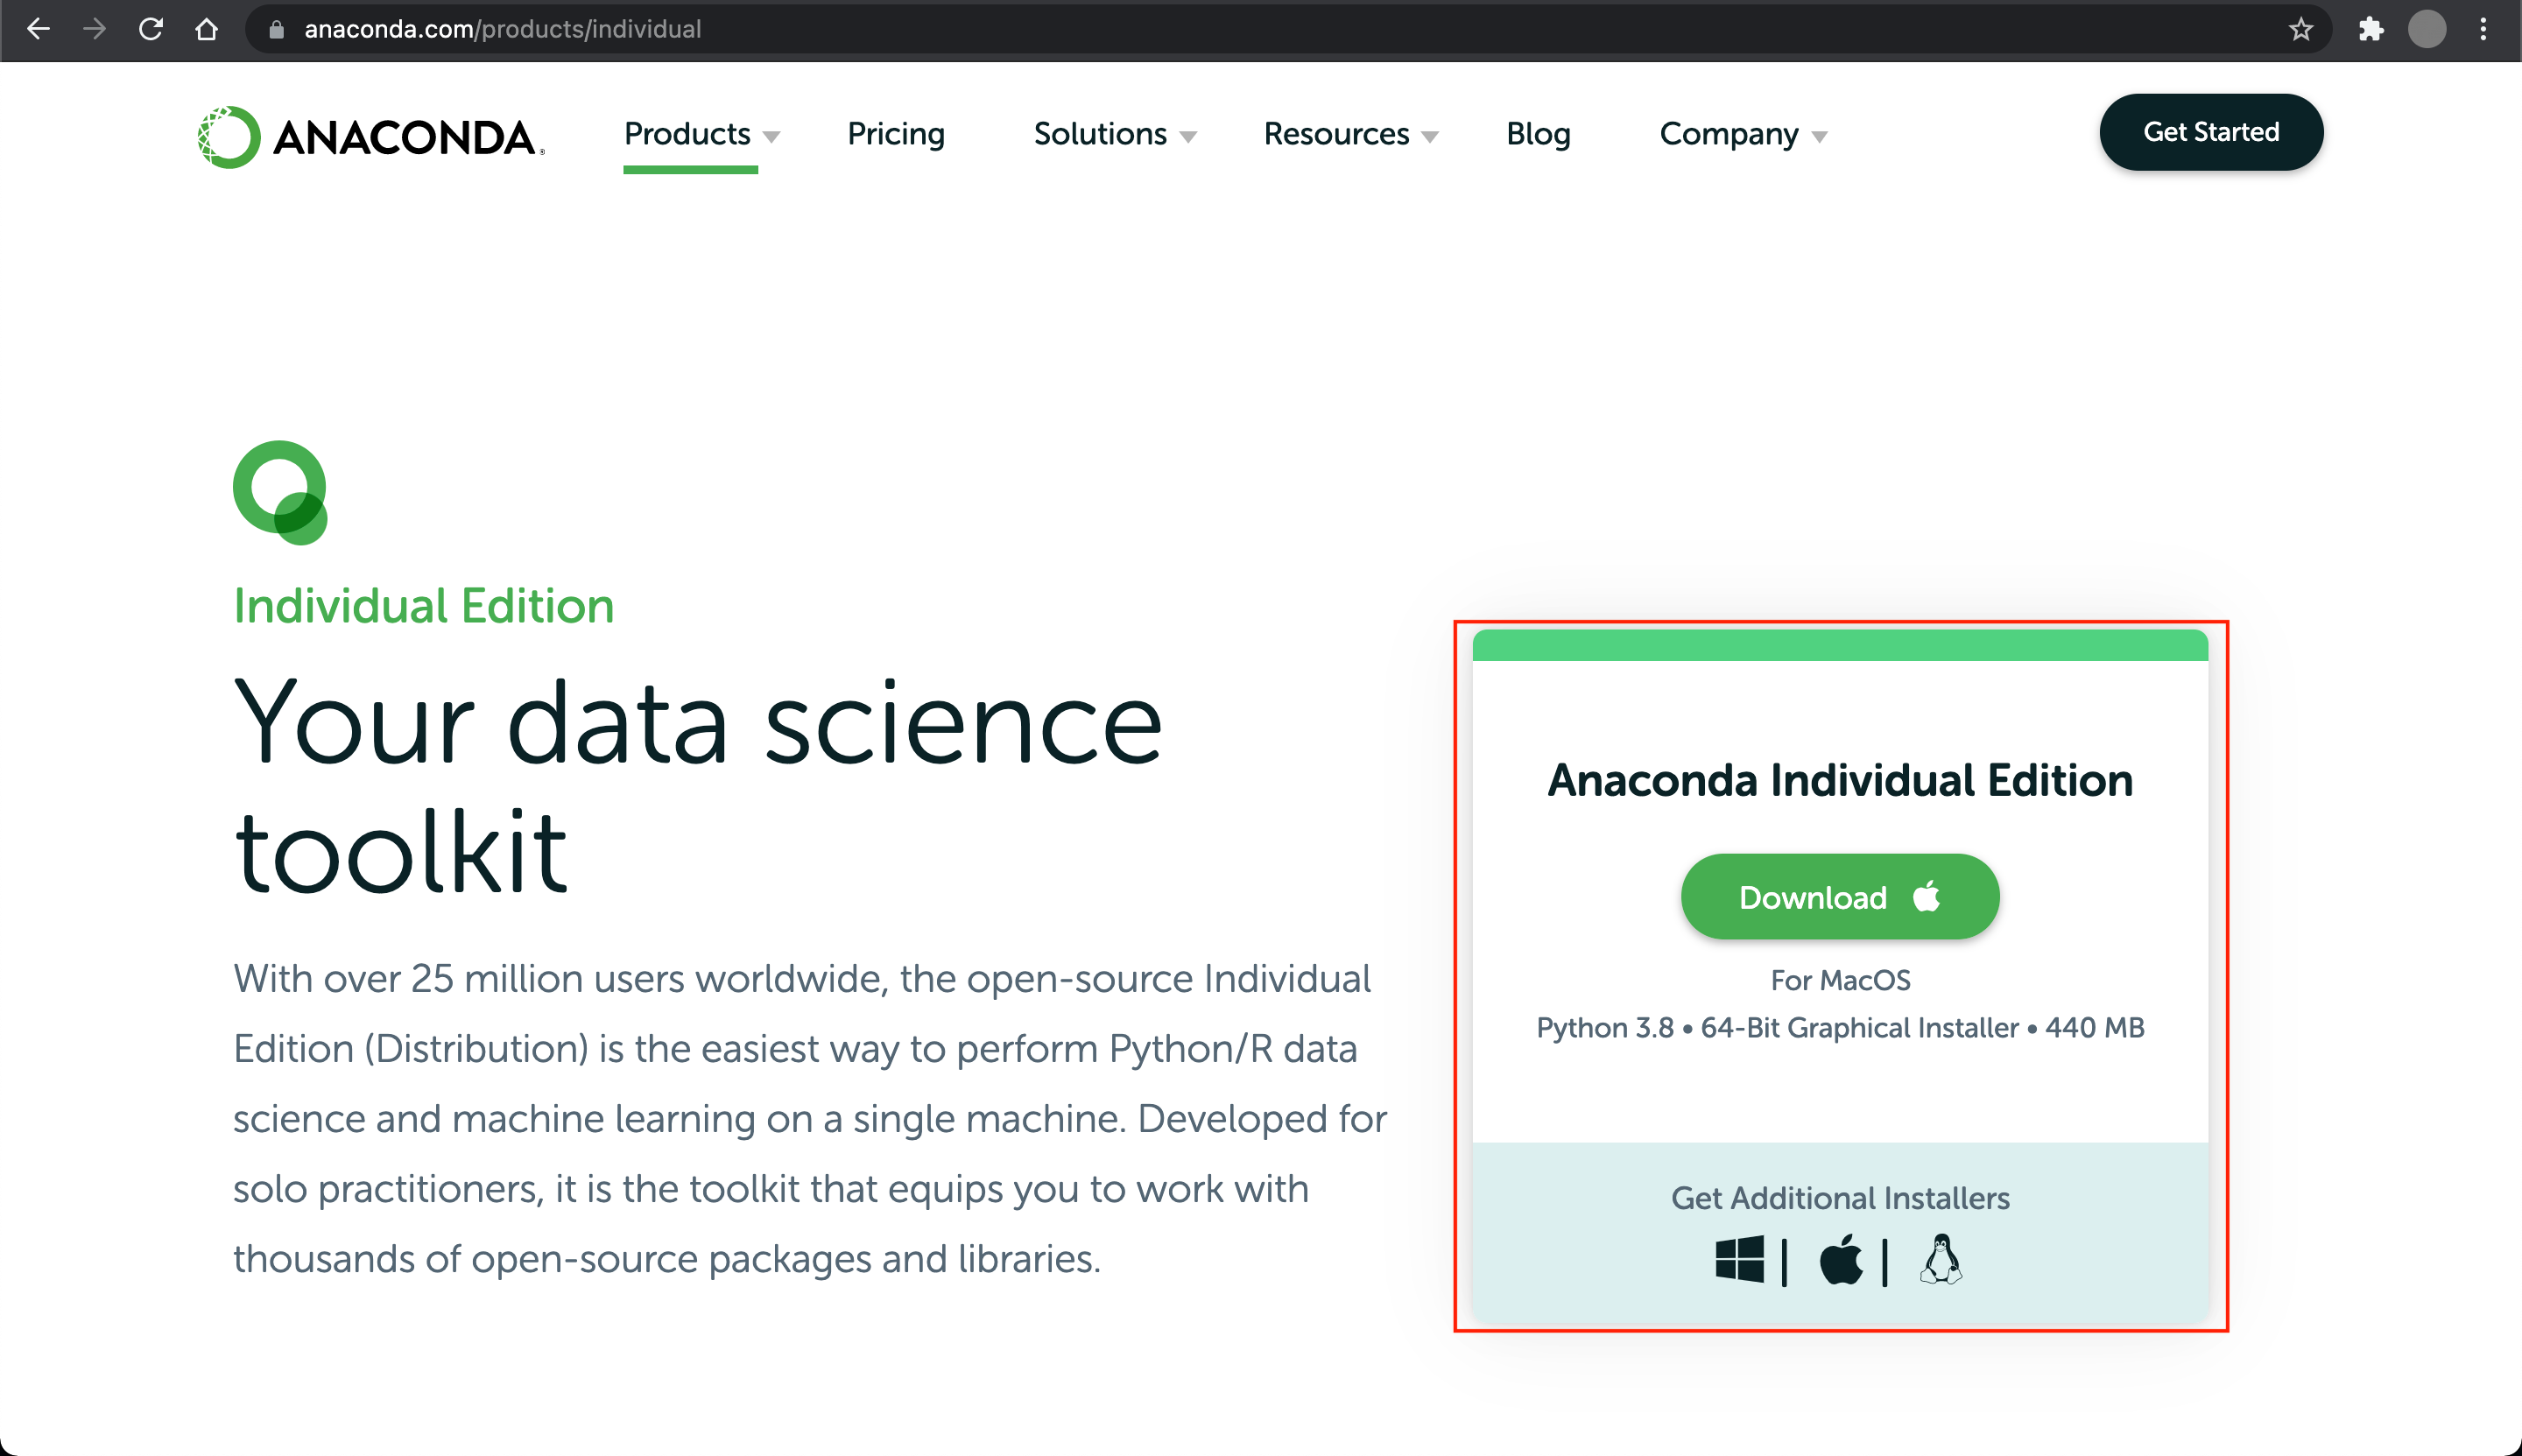 anaconda.com/products/individual
ANACONDA.
Products Pricing Solutions Resources Blog Company Get Started
Individual Edition
Your data science
toolkit
With over 25 million users worldwide, the open-source Individual
Edition (Distribution) is the easiest way to perform Python/R data
science and machine learning on a single machine. Developed for
solo practitioners, it is the toolkit that equips you to work with
thousands of open-source packages and libraries.
Anaconda Individual Edition
Download
For MacOS
Python 3.8 • 64-Bit Graphical Installer • 440 MB
Get Additional Installers